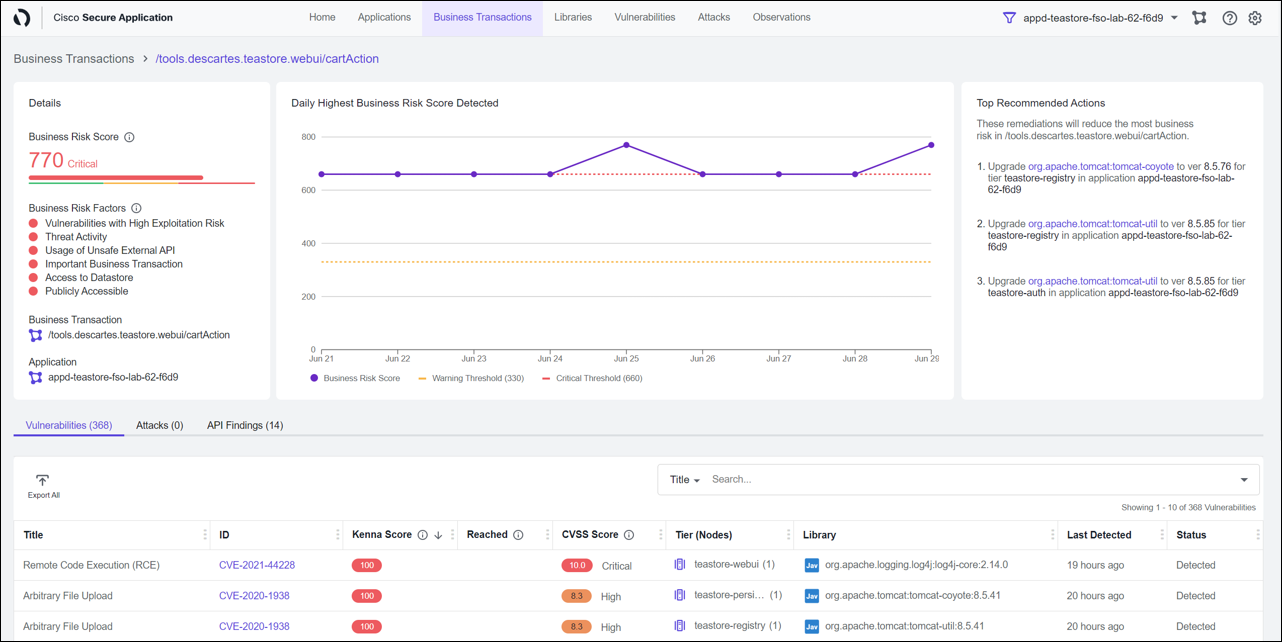 Cisco Secure Application
Home
Applications
Business Transactions
Libraries
Vulnerabilities
Attacks
Observations
appd-teastore-fso-lab-62-f6d9
Business Transactions > /tools.descartes.teastore.webui/cartAction
Details
Business Risk Score
770 Critical
Business Risk Factors
Vulnerabilities with High Exploitation Risk
Threat Activity
Usage of Unsafe External API
Important Business Transaction
Access to Datastore
Publicly Accessible
Business Transaction
/tools.descartes.teastore.webui/cartAction
Application
appd-teastore-fso-lab-62-f6d9
Daily Highest Business Risk Score Detected
800
600
400
200
0
Jun 21 Jun 22 Jun 23 Jun 24 Jun 25 Jun 26 Jun 27 Jun 28 Jun 29
Business Risk Score Warning Threshold (330) Critical Threshold (660)
Top Recommended Actions
These remediations will reduce the most business
risk in /tools.descartes.teastore.webui/cartAction.
1. Upgrade org.apache.tomcat:tomcat-coyote to ver 8.5.76 for
tier teastore-registry in application appd-teastore-fso-lab-
62-f6d9
2. Upgrade org.apache.tomcat:tomcat-util to ver 8.5.85 for tier
teastore-registry in application appd-teastore-fso-lab-62-
f6d9
3. Upgrade org.apache.tomcat:tomcat-util to ver 8.5.85 for tier
teastore-auth in application appd-teastore-fso-lab-62-f6d9
Vulnerabilities (368) Attacks (0) API Findings (14)
Export All
Title Search...
Showing 1 - 10 of 368 Vulnerabilities
Title ID Kenna Score Reached CVSS Score Tier (Nodes) Library Last Detected Status
Remote Code Execution (RCE) CVE-2021-44228 100 10.0 Critical teastore-webui (1) Jav org.apache.logging.log4j:log4j-core:2.14.0 19 hours ago Detected
Arbitrary File Upload CVE-2020-1938 100 8.3 High teastore-persi... (1) Jav org.apache.tomcat:tomcat-coyote:8.5.41 20 hours ago Detected
Arbitrary File Upload CVE-2020-1938 100 8.3 High teastore-registry (1) Jav org.apache.tomcat:tomcat-util:8.5.41 20 hours ago Detected